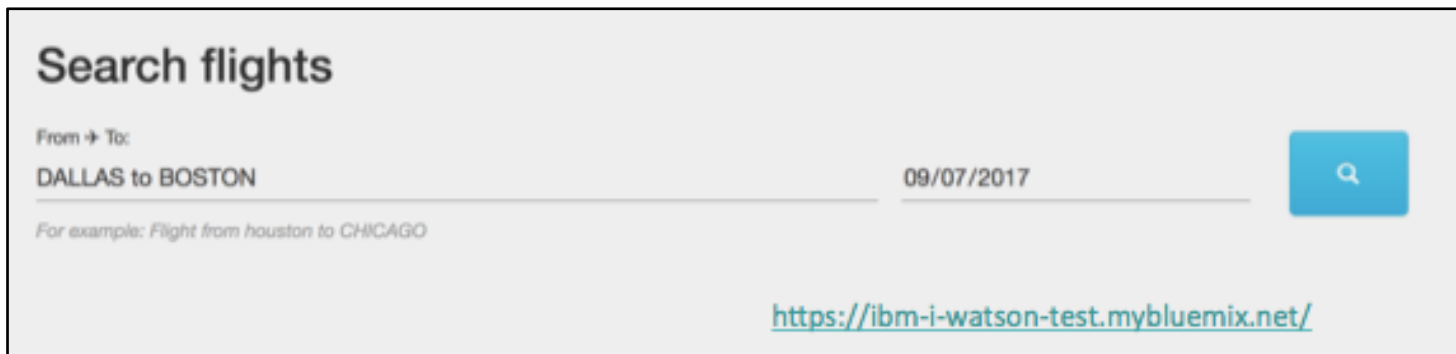 Search flights
From ✈ To:
DALLAS to BOSTON 09/07/2017
For example: Flight from houston to CHICAGO
https://ibm-i-watson-test.mybluemix.net/